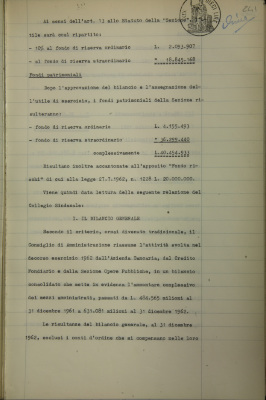 Ai sensi dell'art. 31 allo Statuto della "Sezione",
tile sarà così ripartito:
- 10% al fondo di riserva ordinario L.
- al fondo di riserva straordinario "
Fondi patrimoniali
Dopo l'approvazione del bilancio e l'assegnazione del-
l'utile di esercizio, i fondi patrimoniali della Sezione ri-
sulteranno:
- fondo di riserva ordinario L.
- fondo di riserva straordinario "
complessivamente L.
Risultano inoltre accantonate all'apposito "Fondo ri-
schi" di cui alla legge 27.7.1962, n. 1228 L. 20.000.000.
Viene quindi data lettura della seguente relazione del
Collegio Sindacale:
1. IL BILANCIO GENERALE
Secondo il criterio, ormai divenuto tradizionale, il
Consiglio di Amministrazione riassume l'attività svolta nel
decorso esercizio 1962 dall'Azienda Bancaria, dal Credito
Fondiario e dalla Sezione Opere Pubbliche, in un bilancio
consolidato che mette in evidenza l'ammontare complessivo
dei mezzi amministrati, passati da L. milioni al
31 dicembre 1961 a 631.081 milioni al 31 dicembre 1962.
Le risultanze del bilancio generale, al 31 dicembre
1962, esclusi i conti d'ordine che si compensano nelle loro